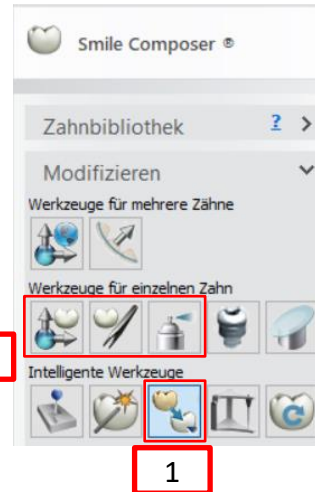 Smile Composer ®
Zahnbibliothek ? >
Modifizieren
Werkzeuge für mehrere Zähne
Werkzeuge für einzelnen Zahn
Intelligente Werkzeuge
1